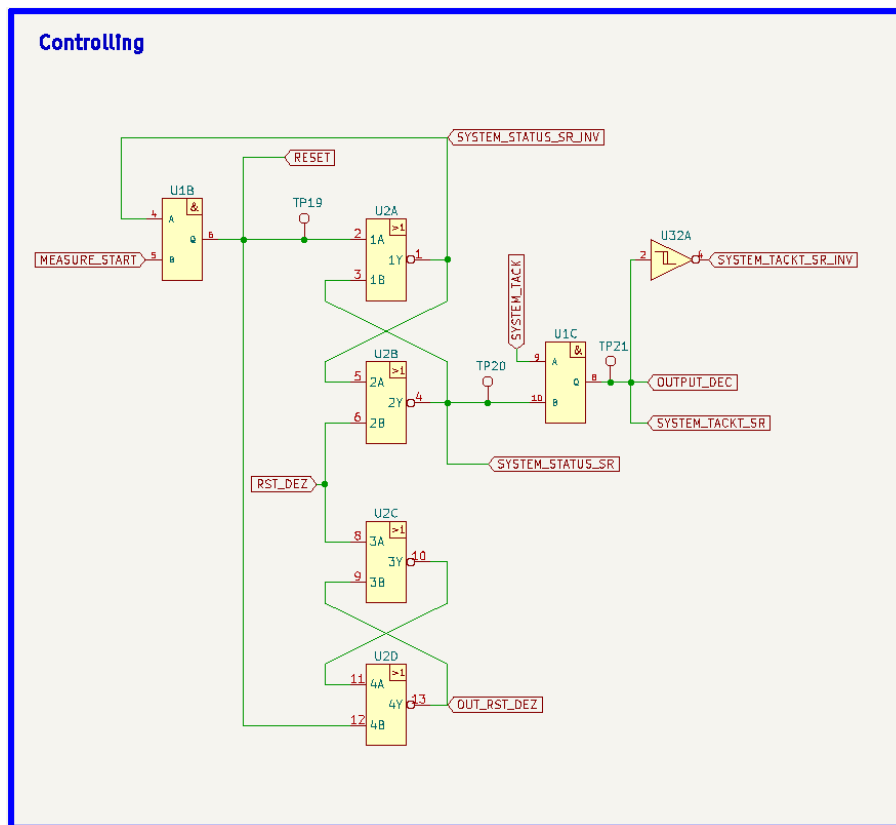 Controlling
SYSTEM_STATUS_SR_INV
RESET
U1B
&
4
A
Q
6
MEASURE_START
5
B
TP19
U2A
>1
2
1A
1Y
1
3
1B
U32A
2
4
SYSTEM_TACKT_SR_INV
SYSTEM_TACK
U1C
&
9
A
Q
8
10
B
TP21
TP20
OUTPUT_DEC
SYSTEM_TACKT_SR
U2B
>1
5
2A
2Y
4
6
2B
SYSTEM_STATUS_SR
RST_DEZ
U2C
>1
8
3A
3Y
10
9
3B
U2D
>1
11
4A
4Y
13
OUT_RST_DEZ
12
4B